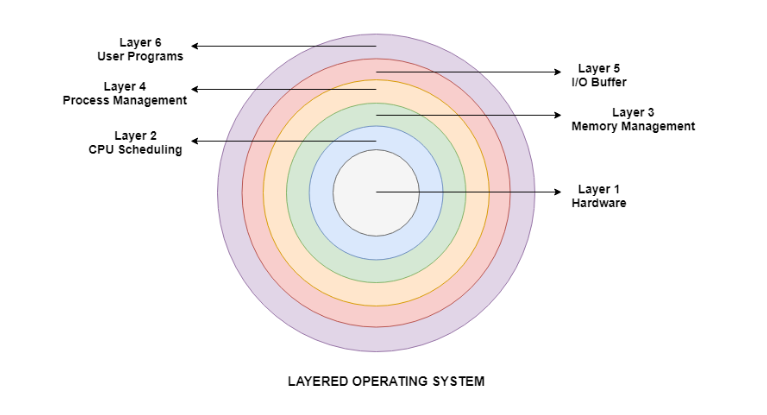 Layer 6
User Programs
Layer 5
I/O Buffer
Layer 4
Process Management
Layer 3
Memory Management
Layer 2
CPU Scheduling
Layer 1
Hardware
LAYERED OPERATING SYSTEM